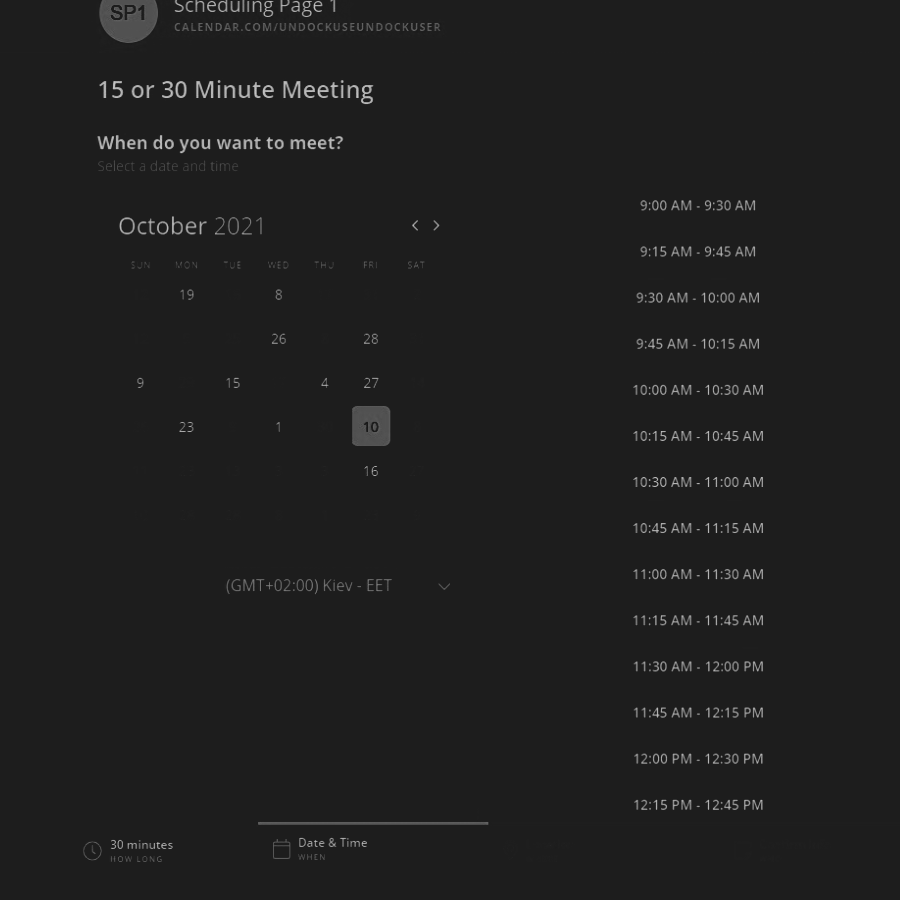 SP1
Scheduling Page 1
CALENDAR.COM/UNDOCKUSEUNDOCKUSER
15 or 30 Minute Meeting
When do you want to meet?
Select a date and time
October 2021
SUN MON TUE WED THU FRI SAT
19 8
26 28
9 15 4 27
23 1 10
16
(GMT+02:00) Kiev - EET
9:00 AM - 9:30 AM
9:15 AM - 9:45 AM
9:30 AM - 10:00 AM
9:45 AM - 10:15 AM
10:00 AM - 10:30 AM
10:15 AM - 10:45 AM
10:30 AM - 11:00 AM
10:45 AM - 11:15 AM
11:00 AM - 11:30 AM
11:15 AM - 11:45 AM
11:30 AM - 12:00 PM
11:45 AM - 12:15 PM
12:00 PM - 12:30 PM
12:15 PM - 12:45 PM
30 minutes
HOW LONG
Date & Time
WHEN